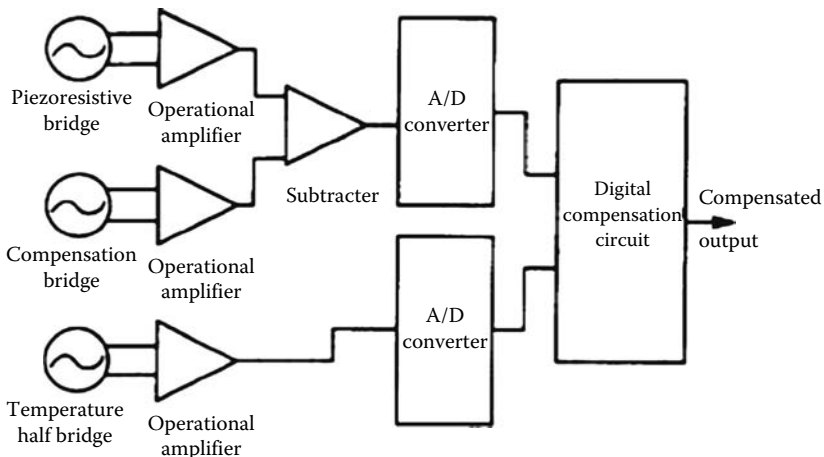 Piezoresistive
bridge
Operational
amplifier
Compensation
bridge
Operational
amplifier
Temperature
half bridge
Operational
amplifier
Subtracter
A/D
converter
A/D
converter
Digital
compensation
circuit
Compensated
output